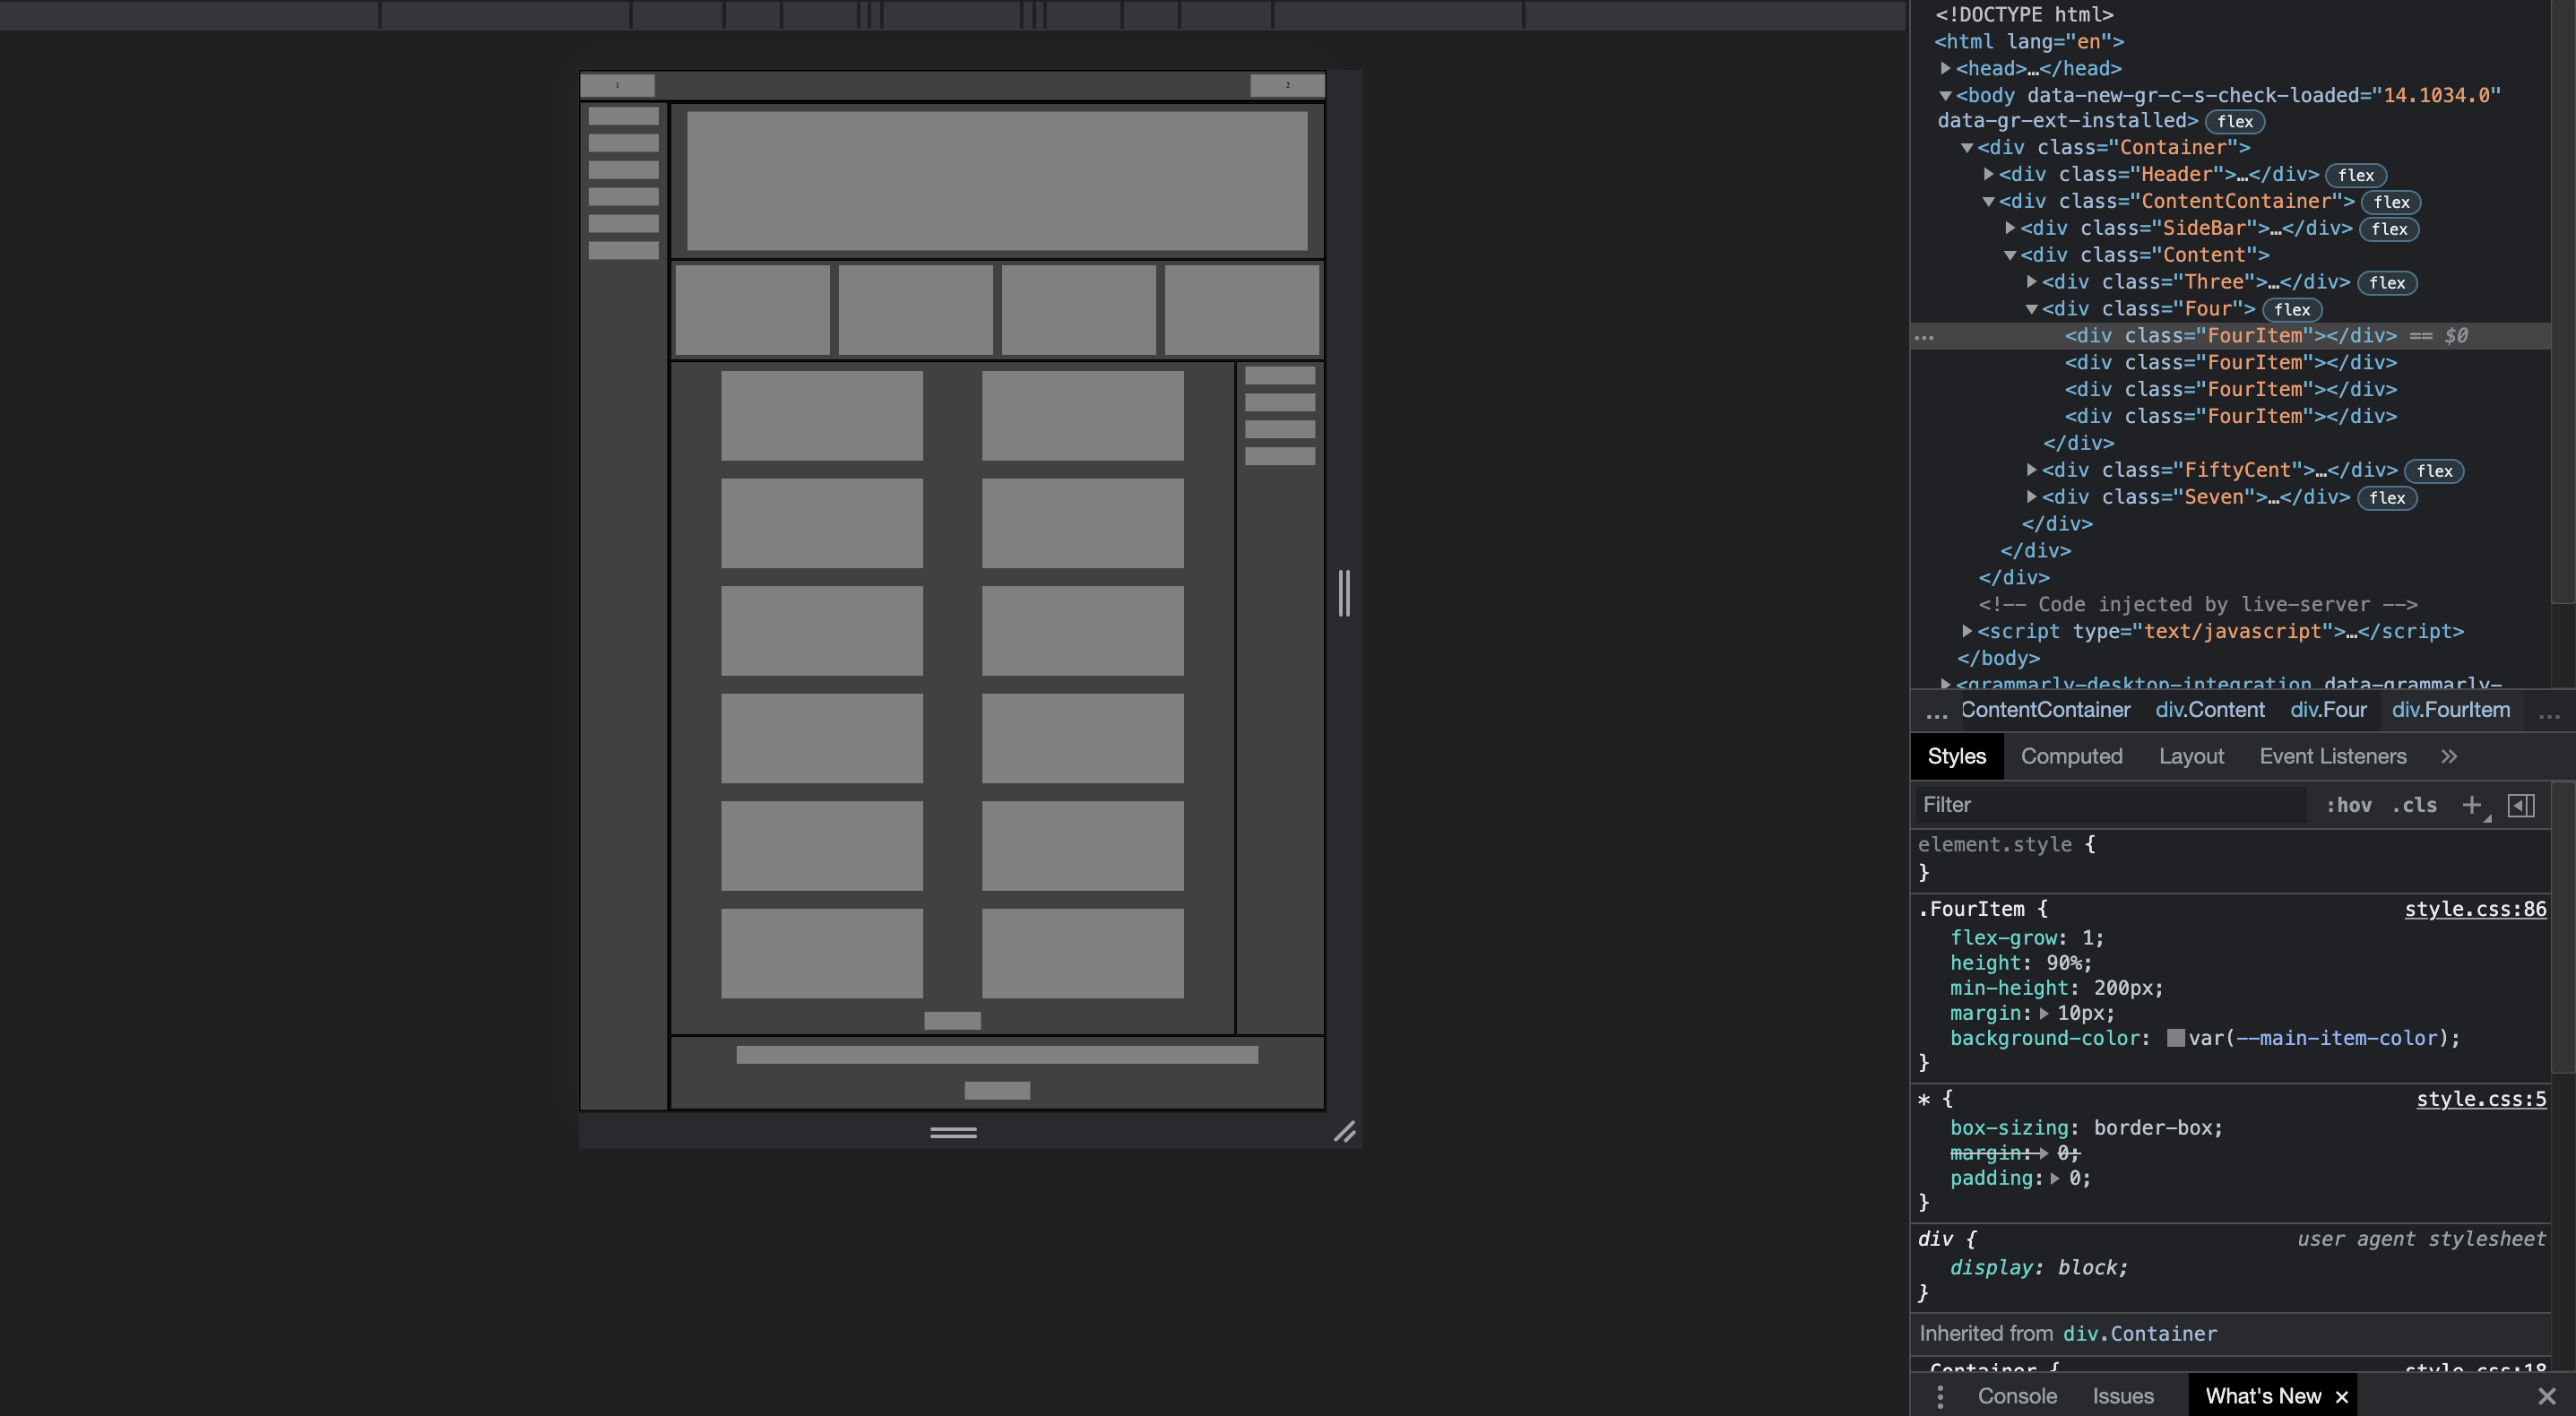 1
2
<!DOCTYPE html>
<html lang="en">
<head>…</head>
<body data-new-gr-c-s-check-loaded="14.1034.0"
data-gr-ext-installed> flex
<div class="Container">
<div class="Header">…</div> flex
<div class="ContentContainer"> flex
<div class="SideBar">…</div> flex
<div class="Content">
<div class="Three">…</div> flex
<div class="Four"> flex
… <div class="FourItem"></div> == $0
<div class="FourItem"></div>
<div class="FourItem"></div>
<div class="FourItem"></div>
</div>
<div class="FiftyCent">…</div> flex
<div class="Seven">…</div> flex
</div>
</div>
</div>
<!-- Code injected by live-server -->
<script type="text/javascript">…</script>
</body>
<grammarly-desktop-integration data-grammarly-
… ContentContainer div.Content div.Four div.FourItem …
Styles Computed Layout Event Listeners »
Filter :hov .cls +
element.style {
}
.FourItem { style.css:86
flex-grow: 1;
height: 90%;
min-height: 200px;
margin: 10px;
background-color: var(--main-item-color);
}
* { style.css:5
box-sizing: border-box;
margin: 0;
padding: 0;
}
div { user agent stylesheet
display: block;
}
Inherited from div.Container
.Container { style.css:18
Console Issues What's New ×